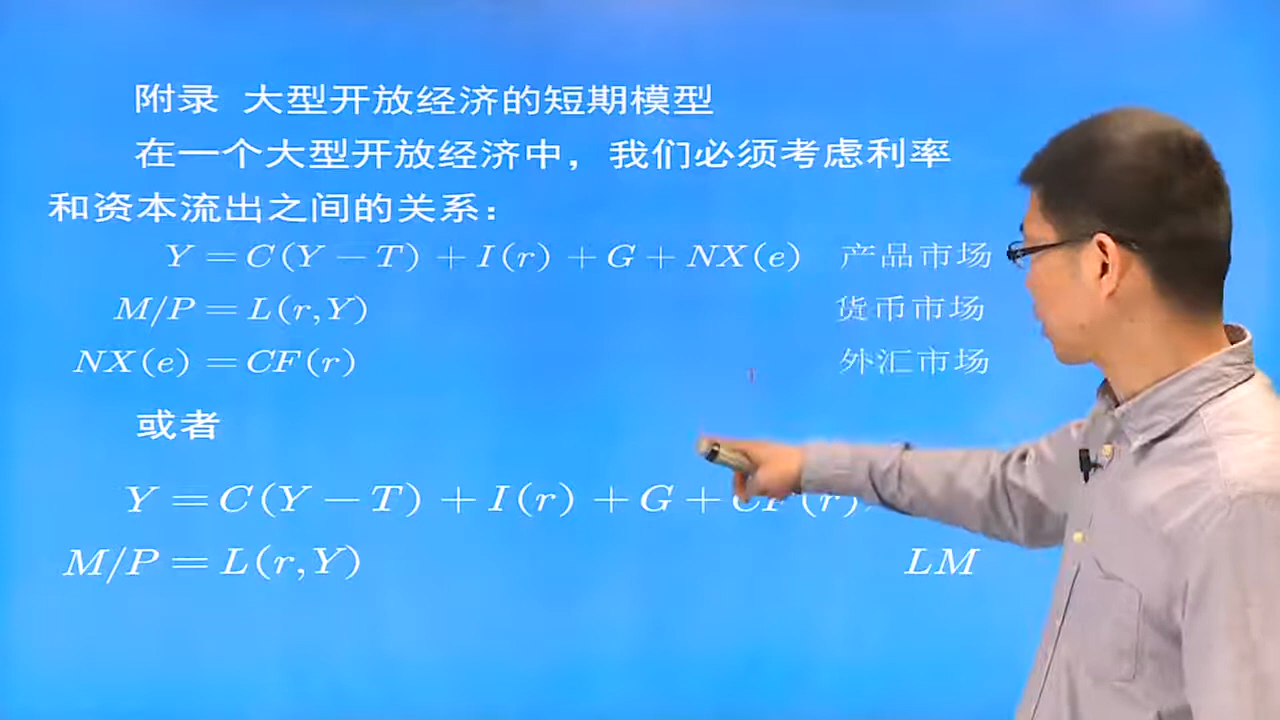 附录 大型开放经济的短期模型
在一个大型开放经济中，我们必须考虑利率
和资本流出之间的关系：
Y=C(Y-T)+I(r)+G+NX(e) 产品市场
M/P=L(r,Y) 货币市场
NX(e)=CF(r) 外汇市场
或者
Y=C(Y-T)+I(r)+G+CF(r)
M/P=L(r,Y) LM